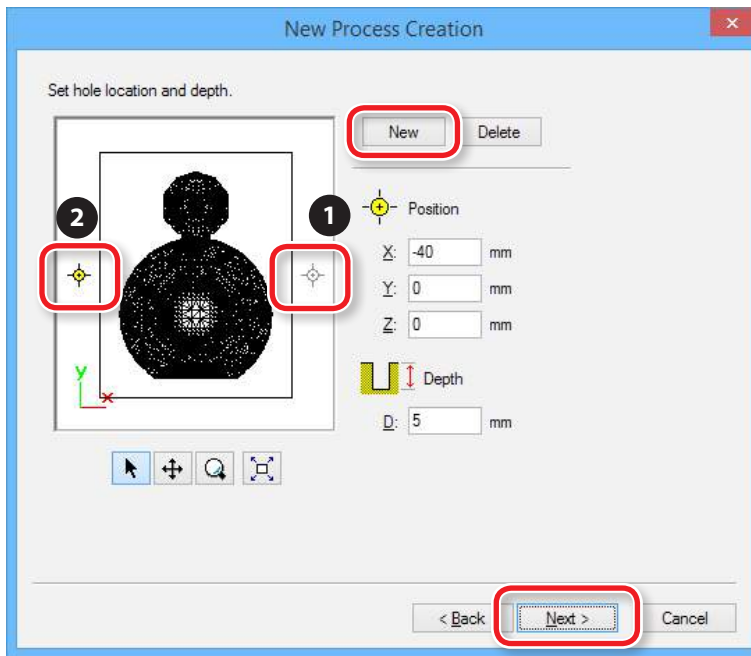 New Process Creation
Set hole location and depth.
New Delete
2
1
Position
X: -40 mm
Y: 0 mm
Z: 0 mm
y
x
Depth
D: 5 mm
< Back Next > Cancel